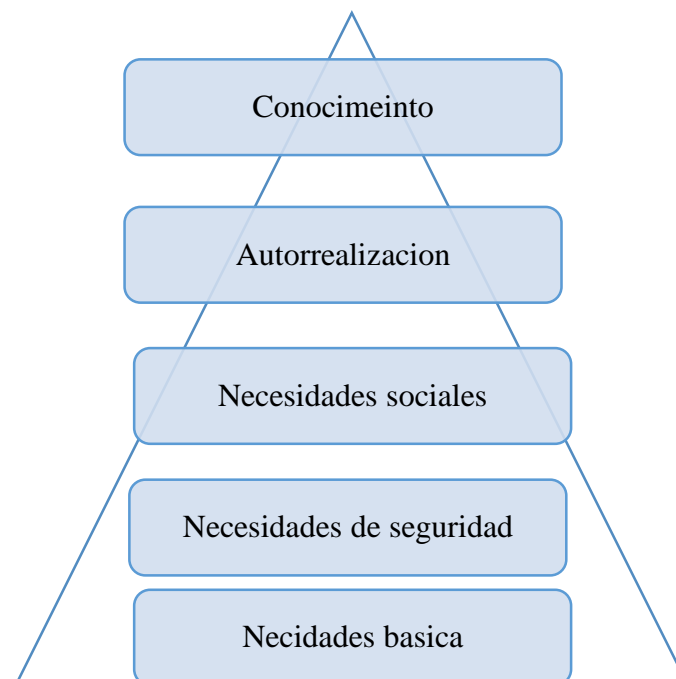 Conocimeinto
Autorrealizacion
Necesidades sociales
Necesidades de seguridad
Necidades basica